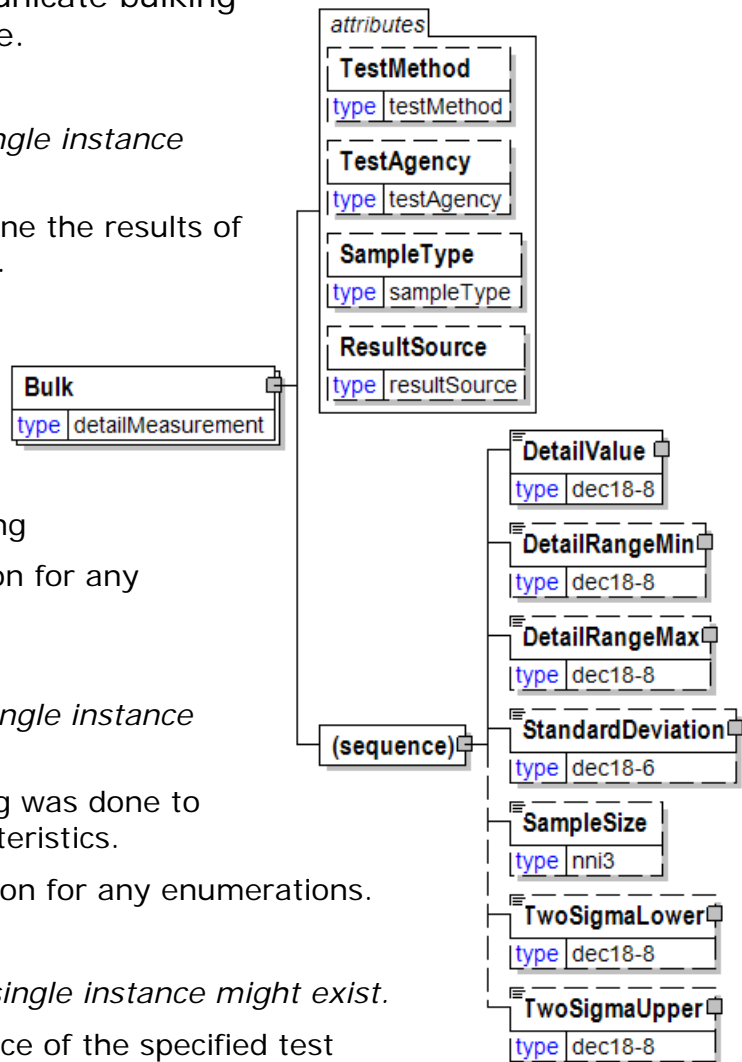 bulking
e.
ngle instance
ne the results of
.
ng
on for any
ngle instance
g was done to
teristics.
on for any enumerations.
single instance might exist.
ce of the specified test
attributes
TestMethod
type testMethod
TestAgency
type testAgency
SampleType
type sampleType
ResultSource
type resultSource
Bulk
type detailMeasurement
(sequence)
DetailValue
type dec18-8
DetailRangeMin
type dec18-8
DetailRangeMax
type dec18-8
StandardDeviation
type dec18-6
SampleSize
type nni3
TwoSigmaLower
type dec18-8
TwoSigmaUpper
type dec18-8